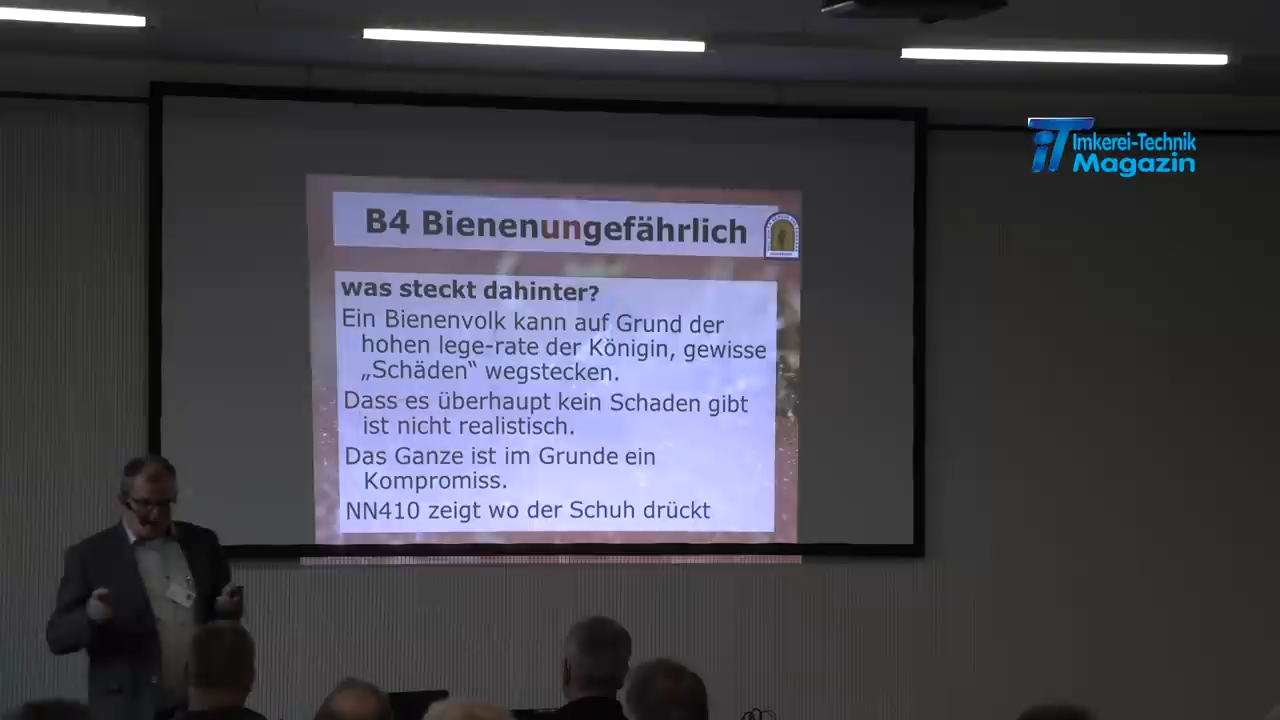 iT Imkerei-Technik
Magazin
B4 Bienenungefährlich
was steckt dahinter?
Ein Bienenvolk kann auf Grund der
hohen lege-rate der Königin, gewisse
„Schäden“ wegstecken.
Dass es überhaupt kein Schaden gibt
ist nicht realistisch.
Das Ganze ist im Grunde ein
Kompromiss.
NN410 zeigt wo der Schuh drückt